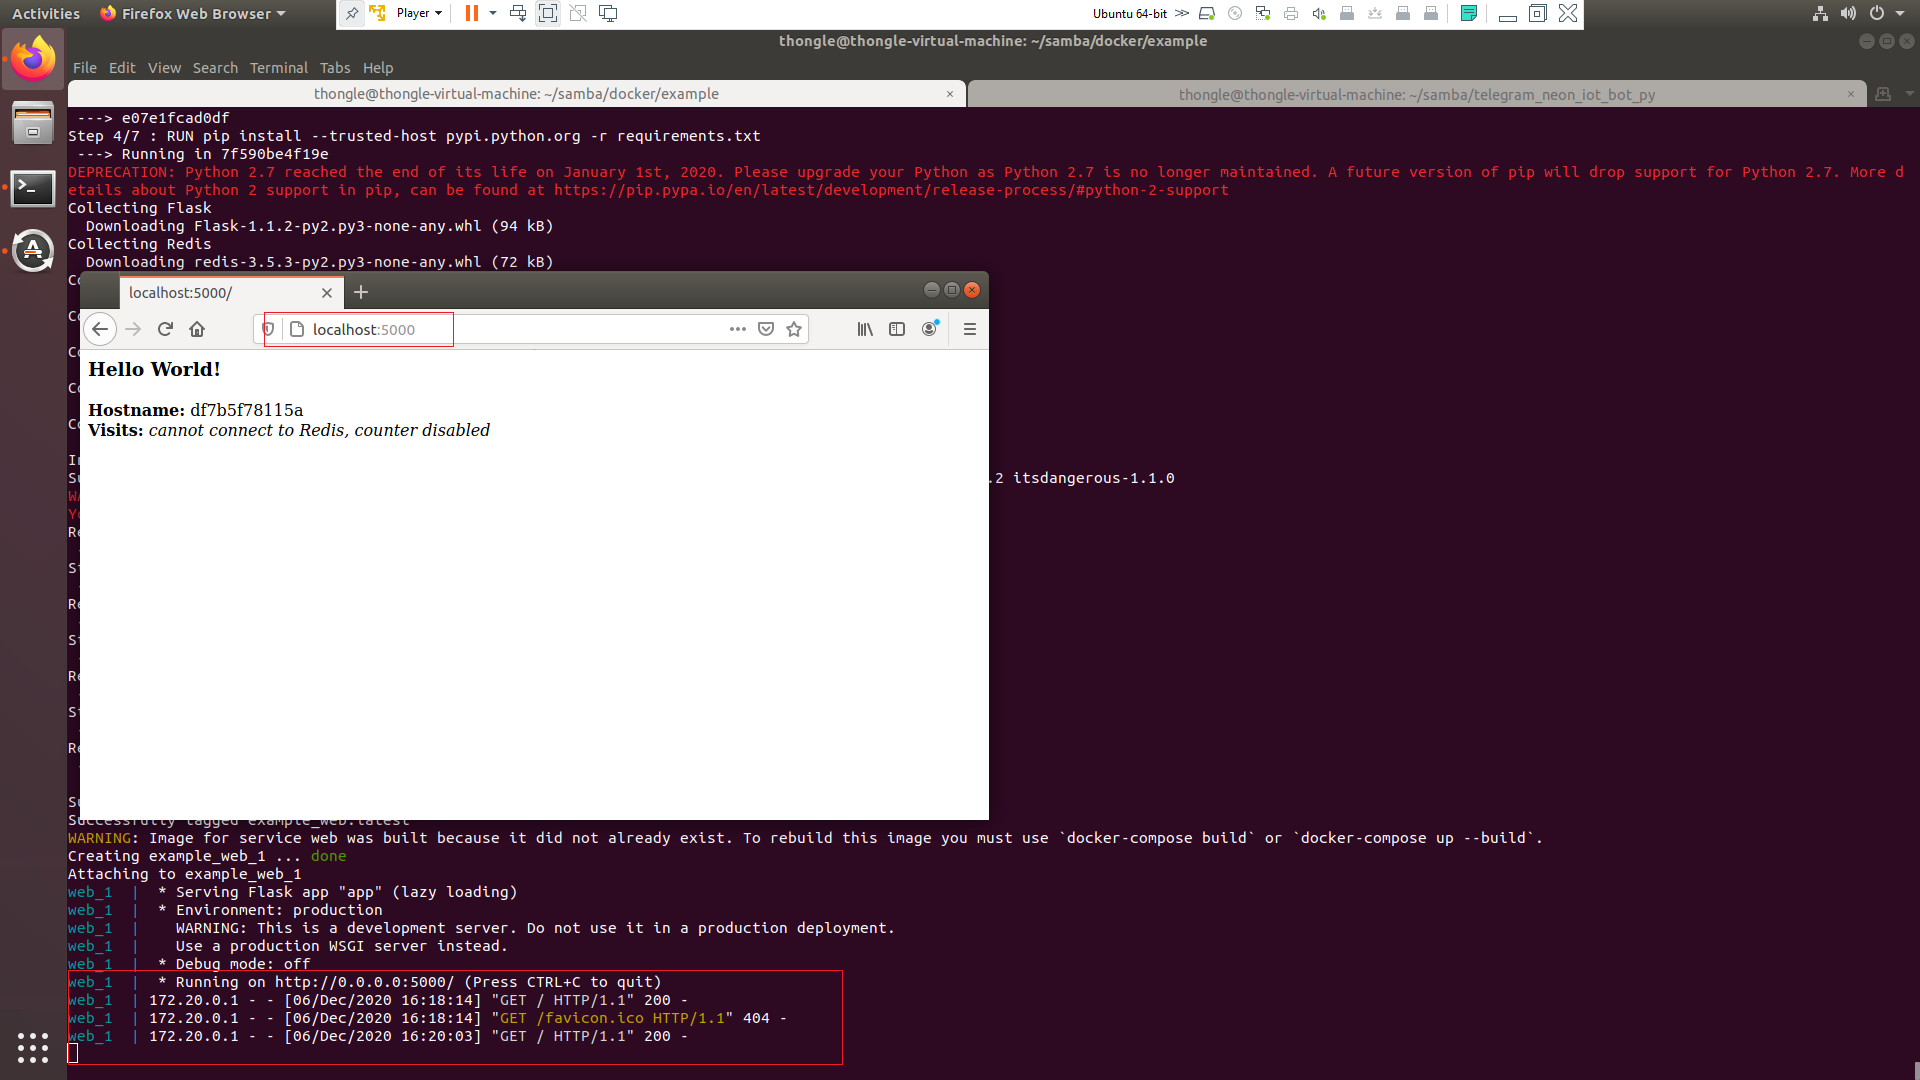 Activities
Firefox Web Browser
Player
Ubuntu 64-bit
thongle@thongle-virtual-machine: ~/samba/docker/example
File Edit View Search Terminal Tabs Help
thongle@thongle-virtual-machine: ~/samba/docker/example ×
thongle@thongle-virtual-machine: ~/samba/telegram_neon_iot_bot_py ×
---> e07e1fcad0df
Step 4/7 : RUN pip install --trusted-host pypi.python.org -r requirements.txt
---> Running in 7f590be4f19e
DEPRECATION: Python 2.7 reached the end of its life on January 1st, 2020. Please upgrade your Python as Python 2.7 is no longer maintained. A future version of pip will drop support for Python 2.7. More d
etails about Python 2 support in pip, can be found at https://pip.pypa.io/en/latest/development/release-process/#python-2-support
Collecting Flask
Downloading Flask-1.1.2-py2.py3-none-any.whl (94 kB)
Collecting Redis
Downloading redis-3.5.3-py2.py3-none-any.whl (72 kB)
localhost:5000/
localhost:5000
Hello World!
Hostname: df7b5f78115a
Visits: cannot connect to Redis, counter disabled
.2 itsdangerous-1.1.0
Successfully tagged example_web:latest
WARNING: Image for service web was built because it did not already exist. To rebuild this image you must use `docker-compose build` or `docker-compose up --build`.
Creating example_web_1 ... done
Attaching to example_web_1
web_1 | * Serving Flask app "app" (lazy loading)
web_1 | * Environment: production
web_1 | WARNING: This is a development server. Do not use it in a production deployment.
web_1 | Use a production WSGI server instead.
web_1 | * Debug mode: off
web_1 | * Running on http://0.0.0.0:5000/ (Press CTRL+C to quit)
web_1 | 172.20.0.1 - - [06/Dec/2020 16:18:14] "GET / HTTP/1.1" 200 -
web_1 | 172.20.0.1 - - [06/Dec/2020 16:18:14] "GET /favicon.ico HTTP/1.1" 404 -
web_1 | 172.20.0.1 - - [06/Dec/2020 16:20:03] "GET / HTTP/1.1" 200 -